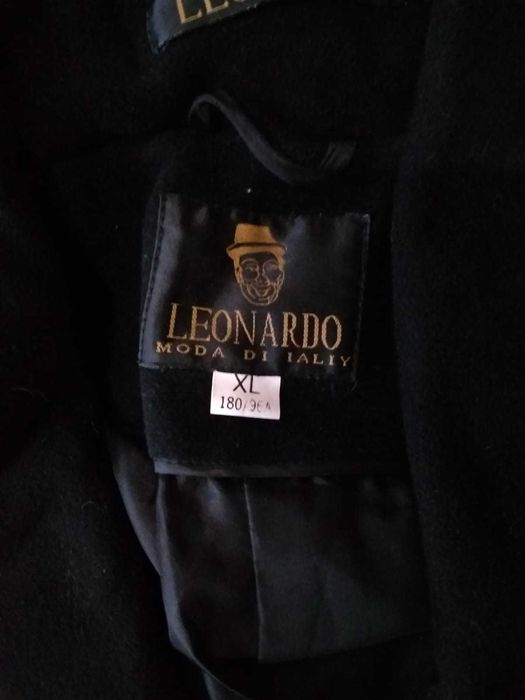 LEONARDO
MODA DI IALIY
XL
180/96A